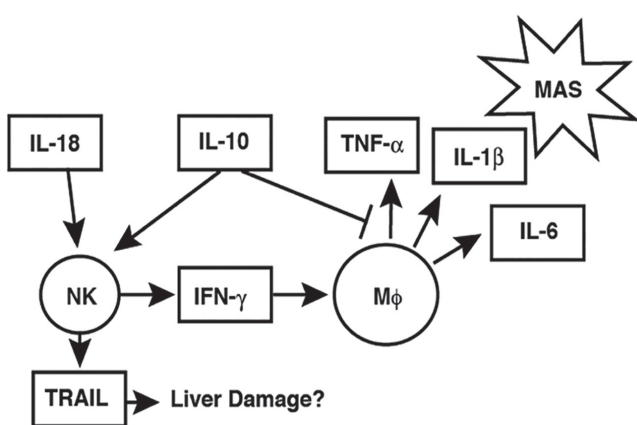 MAS
IL-18
IL-10
TNF-α
IL-1β
IL-6
NK
IFN-γ
Mϕ
TRAIL
Liver Damage?